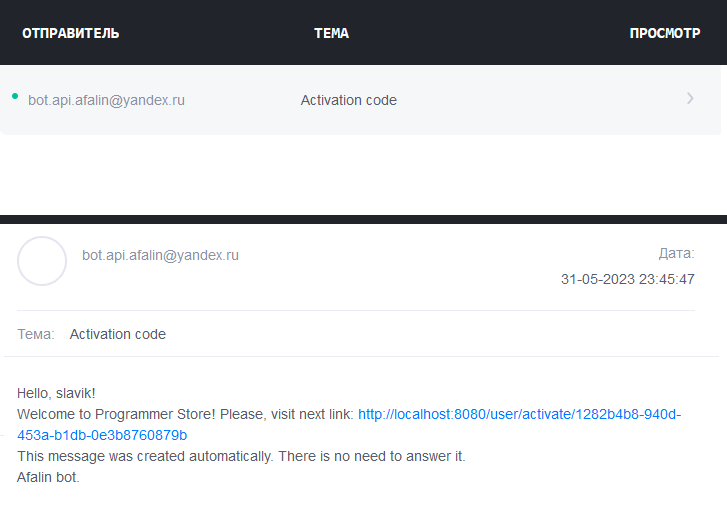 ОТПРАВИТЕЛЬ ТЕМА ПРОСМОТР
bot.api.afalin@yandex.ru Activation code
bot.api.afalin@yandex.ru
Дата:
31-05-2023 23:45:47
Тема: Activation code
Hello, slavik!
Welcome to Programmer Store! Please, visit next link: http://localhost:8080/user/activate/1282b4b8-940d-
453a-b1db-0e3b8760879b
This message was created automatically. There is no need to answer it.
Afalin bot.